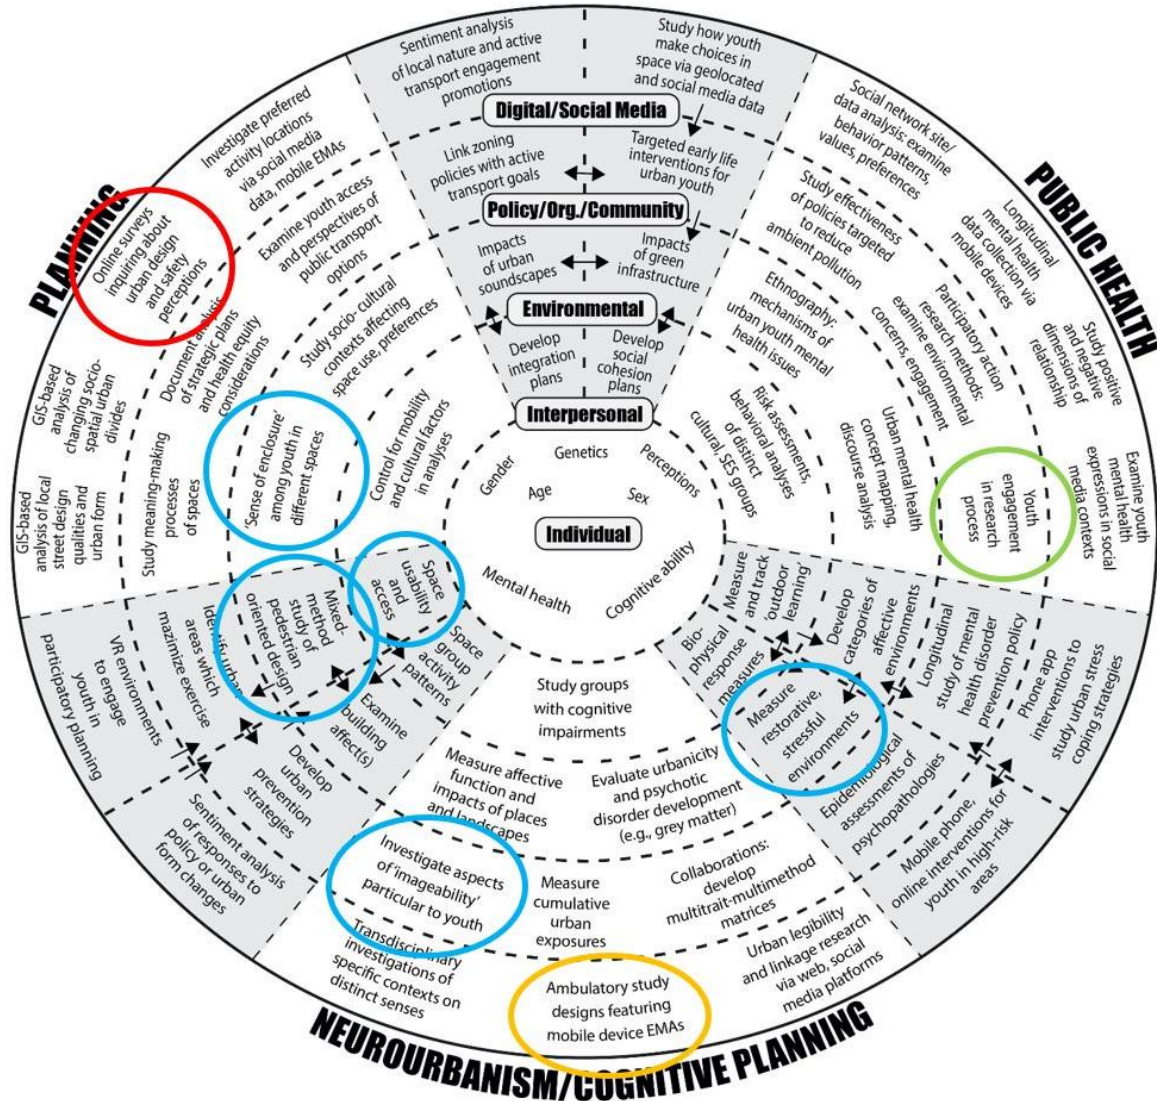 Sentiment analysis
of local nature and active
transport engagement
promotions
Study how youth
make choices in
space via geolocated
and social media data
Digital/Social Media
Link zoning
policies with active
transport goals
Targeted early life
interventions for
urban youth
Policy/Org./Community
Impacts
of urban
soundscapes
Impacts
of green
infrastructure
Environmental
Develop
integration
plans
Develop
social
cohesion
plans
Interpersonal
Genetics
Gender
Perceptions
Age
Sex
Individual
Mental health
Cognitive ability
PLANNING
Investigate preferred
activity locations
via social media
data, mobile EMAs
Online surveys
inquiring about
urban design
and safety
perceptions
GIS-based
analysis of
changing socio-
spatial urban
divides
GIS-based
analysis of local
street design
qualities and
urban form
Examine youth access
and perspectives of
public transport
options
Document analysis
of strategic plans
and health equity
considerations
Study meaning-making
processes
of spaces
Study socio-cultural
contexts affecting
space use, preferences
'Sense of enclosure'
among youth in
different spaces
Control for mobility
and cultural factors
in analyses
PUBLIC HEALTH
Social network site/
data analysis: examine
behavior patterns,
values, preferences
Longitudinal
mental health
data collection via
mobile devices
Study positive
and negative
dimensions of
relationship
Examine youth
mental health
expressions in social
media contexts
Study effectiveness
of policies targeted
to reduce
ambient pollution
Participatory action
research methods:
examine environmental
concerns, engagement
Youth
engagement
in research
process
Ethnography:
mechanisms of
urban youth mental
health issues
Urban mental health
concept mapping,
discourse analysis
Risk assessments,
behavioral analyses
of distinct
cultural, SES groups
Space
usability
and
access
Space
group
activity
patterns
Mixed-
method
study of
pedestrian
oriented design
Examine
building
affect(s)
Identify urban
areas which
mazimize exercise
Develop
urban
prevention
strategies
VR environments
to engage
youth in
participatory planning
Sentiment analysis
of responses to
policy or urban
form changes
Measure
and track
outdoor
learning
Bio-
physical
response
measures
Develop
categories of
affective
environments
Measure
restorative,
stressful
environments
Longitudinal
study of mental
health disorder
prevention policy
Epidemiological
assessments of
psychopathologies
Phone app
interventions to
study urban stress
coping strategies
Mobile phone,
online interventions for
youth in high-risk
areas
Study groups
with cognitive
impairments
Measure affective
function and
impacts of places
and landscapes
Evaluate urbanicity
and psychotic
disorder development
(e.g., grey matter)
Investigate aspects
of 'imageability'
particular to youth
Measure
cumulative
urban
exposures
Collaborations:
develop
multitrait-multimethod
matrices
Transdisciplinary
investigations of
specific contexts on
distinct senses
Ambulatory study
designs featuring
mobile device EMAs
Urban legibility
and linkage research
via web, social
media platforms
NEUROURBANISM/COGNITIVE PLANNING